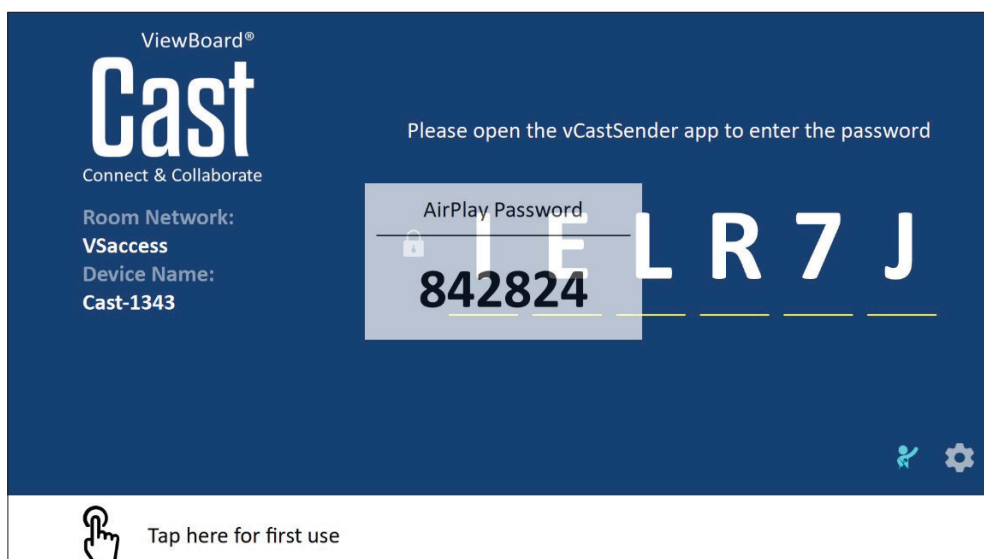 ViewBoard®
Cast
Connect & Collaborate
Room Network:
VSaccess
Device Name:
Cast-1343
Please open the vCastSender app to enter the password
AirPlay Password
842824
I E L R 7 J
Tap here for first use